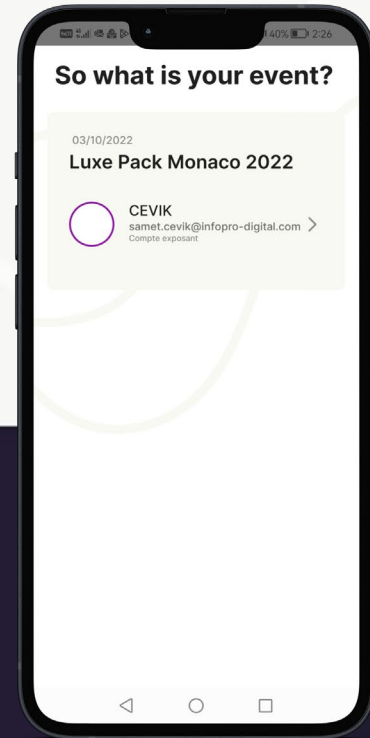 40% 2:26
So what is your event?
03/10/2022
Luxe Pack Monaco 2022
CEVIK
samet.cevik@infopro-digital.com
Compte exposant